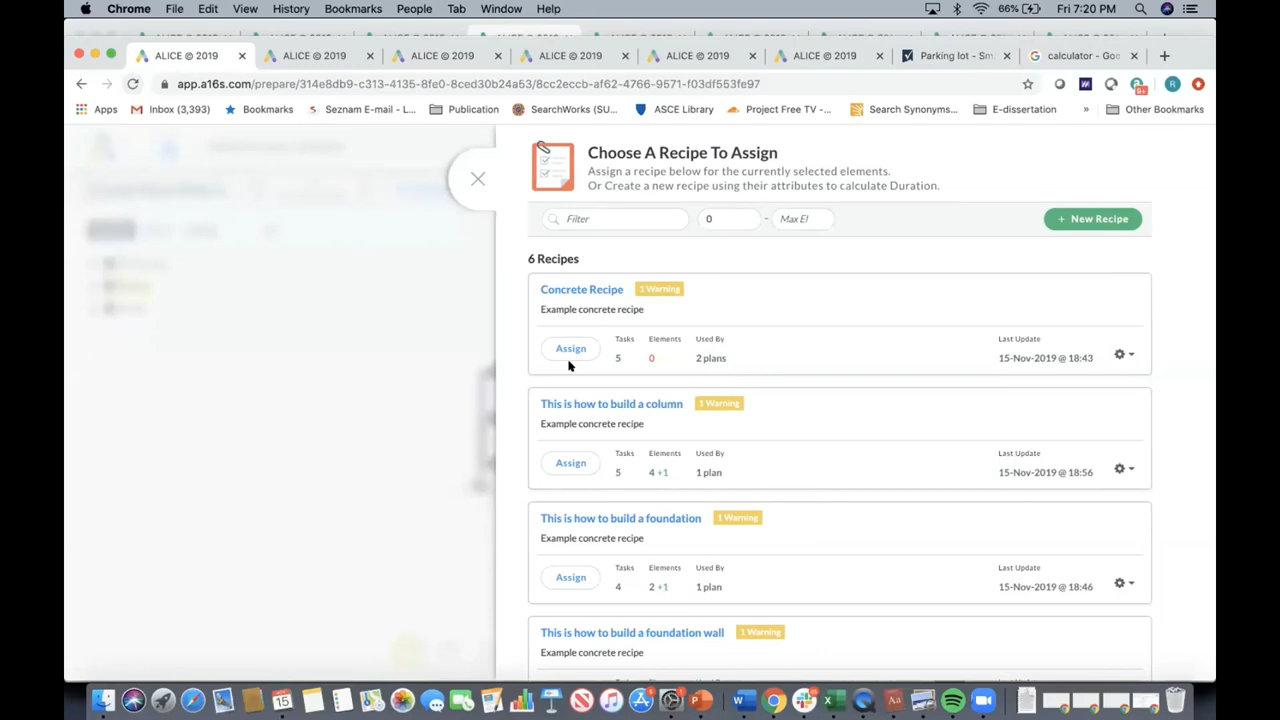 Chrome File Edit View History Bookmarks People Tab Window Help 66% Fri 7:20 PM
ALICE @ 2019 ALICE @ 2019 ALICE @ 2019 ALICE @ 2019 ALICE @ 2019 ALICE @ 2019 Parking lot - Sm calculator - Goo
app.a16s.com/prepare/314e8db9-c313-4135-8fe0-8ced30b24a53/8cc2eccb-af62-4766-9571-f03df553fe97
Apps Inbox (3,393) Bookmarks Seznam E-mail - L... Publication SearchWorks (SU... ASCE Library Project Free TV -... Search Synonyms... E-dissertation » Other Bookmarks
Choose A Recipe To Assign
Assign a recipe below for the currently selected elements.
Or Create a new recipe using their attributes to calculate Duration.
Filter 0 - Max El + New Recipe
6 Recipes
Concrete Recipe 1 Warning
Example concrete recipe
Assign Tasks Elements Used By Last Update
5 0 2 plans 15-Nov-2019 @ 18:43
This is how to build a column 1 Warning
Example concrete recipe
Assign Tasks Elements Used By Last Update
5 4 +1 1 plan 15-Nov-2019 @ 18:56
This is how to build a foundation 1 Warning
Example concrete recipe
Assign Tasks Elements Used By Last Update
4 2 +1 1 plan 15-Nov-2019 @ 18:46
This is how to build a foundation wall 1 Warning
Example concrete recipe